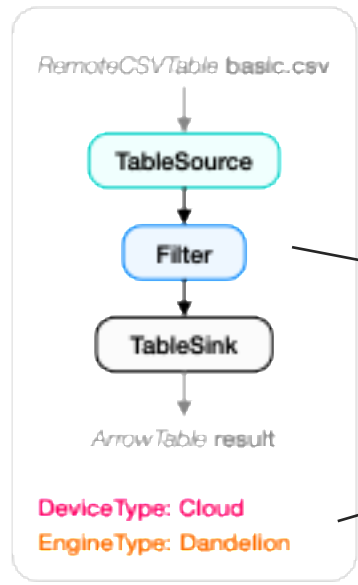 RemoteCSVTable basic.csv
TableSource
Filter
TableSink
ArrowTable result
DeviceType: Cloud
EngineType: Dandelion